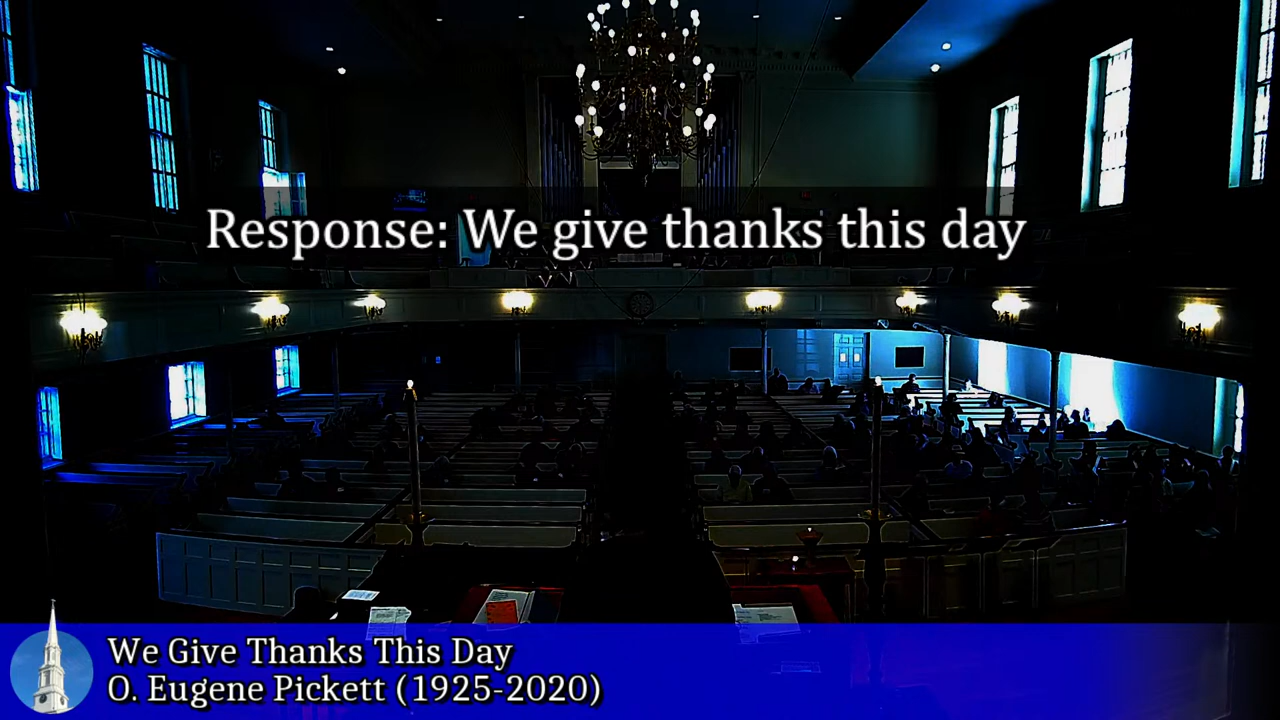 Response: We give thanks this day
We Give Thanks This Day
O. Eugene Pickett (1925-2020)